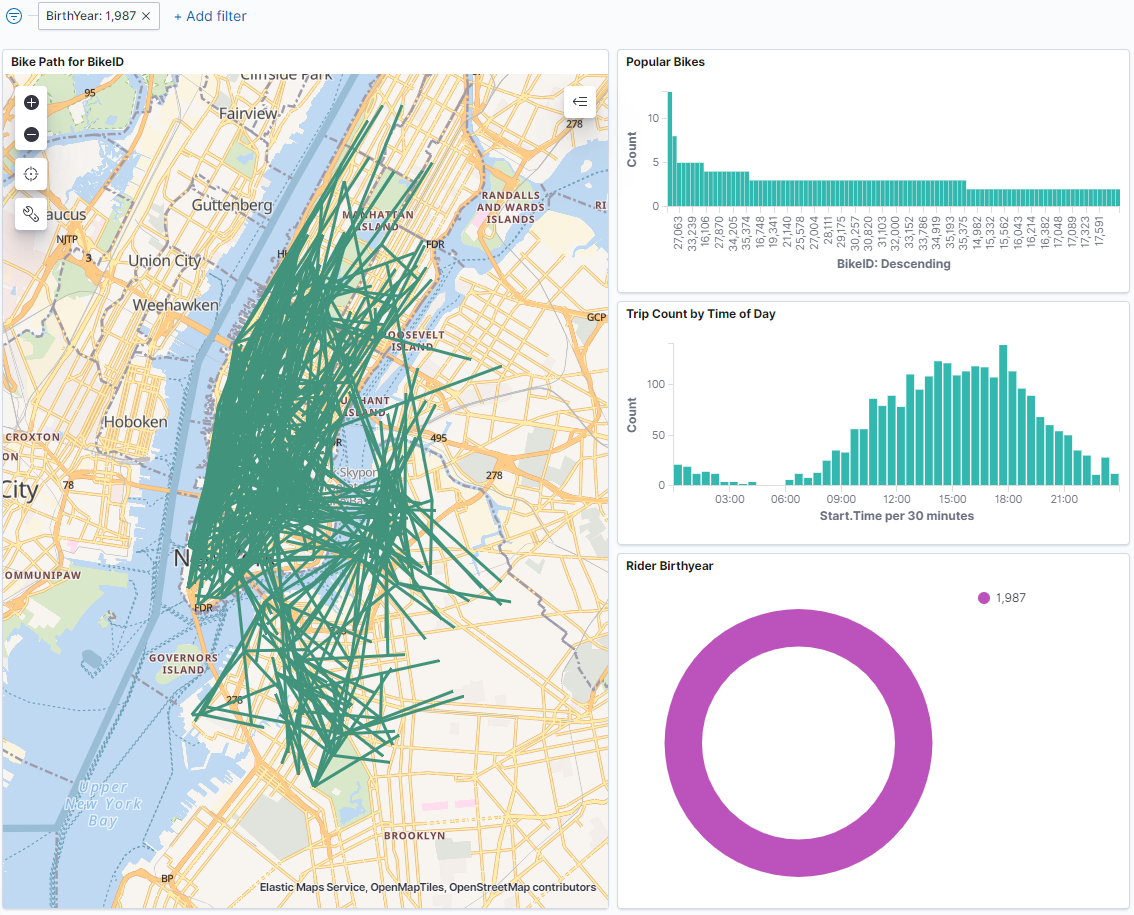 BirthYear: 1,987 ×
+ Add filter
Bike Path for BikeID
Cliffside Park
95
Fairview
278
Guttenberg
RANDALLS
AND WARDS
ISLANDS
RI
MANHATTAN
ISLAND
aucus
NJTP
3
FDR
Union City
Weehawken
GCP
ROOSEVELT
ISLAND
Hoboken
CROXTON
ON
495
Skypor
278
City
78
N
OMMUNIPAW
FDR
GOVERNORS
ISLAND
278
Upper
New York
Bay
BROOKLYN
BP
Elastic Maps Service, OpenMapTiles, OpenStreetMap contributors
Popular Bikes
Count
10
5
0
27,063
33,239
16,106
27,870
34,205
35,374
16,748
19,341
21,140
25,578
27,004
28,111
29,175
30,257
30,820
31,103
32,000
33,152
33,786
34,919
35,193
35,375
14,982
15,332
15,562
16,043
16,214
16,382
17,048
17,089
17,323
17,591
BikeID: Descending
Trip Count by Time of Day
Count
100
50
0
03:00
06:00
09:00
12:00
15:00
18:00
21:00
Start.Time per 30 minutes
Rider Birthyear
1,987